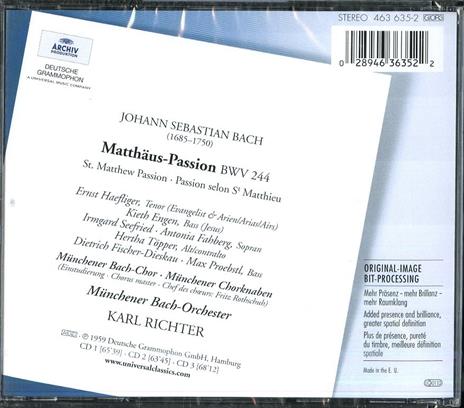 STEREO 463 635-2 GH3
ARCHIV
PRODUKTION
DEUTSCHE
GRAMMOPHON
A UNIVERSAL MUSIC COMPANY
0 28946 36352 2
JOHANN SEBASTIAN BACH
(1685–1750)
Matthäus-Passion BWV 244
St. Matthew Passion · Passion selon St Matthieu
Ernst Haefliger, Tenor (Evangelist & Arien/Arias/Airs)
Kieth Engen, Bass (Jesu)
Irmgard Seefried · Antonia Fahberg, Sopran
Hertha Töpper, Alt/contralto
Dietrich Fischer-Dieskau · Max Proebstl, Bass
Münchener Bach-Chor · Münchener Chorknaben
(Einstudierung · Chorus master · Chef des chœurs: Fritz Rothschuh)
Münchener Bach-Orchester
KARL RICHTER
℗ 1959 Deutsche Grammophon GmbH, Hamburg
CD 1 [65'39] · CD 2 [63'45] · CD 3 [68'12]
www.universalclassics.com
ORIGINAL-IMAGE
BIT-PROCESSING
Mehr Präsenz – mehr Brillianz –
mehr Raumklang
Added presence and brilliance,
greater spatial definition
Plus de présence, pureté
du timbre, meilleure définition
spatiale
Made in the E. U.